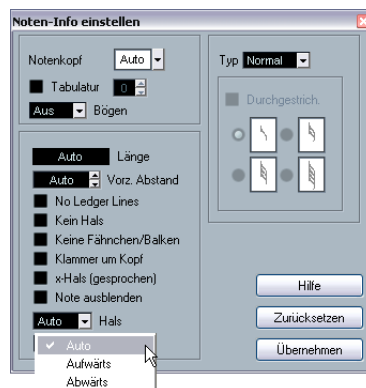 Noten-Info einstellen
Notenkopf Auto
Tabulatur 0
Aus Bögen
Auto Länge
Auto Vorz. Abstand
No Ledger Lines
Kein Hals
Keine Fähnchen/Balken
Klammer um Kopf
x-Hals (gesprochen)
Note ausblenden
Auto Hals
Auto
Aufwärts
Abwärts
Typ Normal
Durchgestrich.
Hilfe
Zurücksetzen
Übernehmen